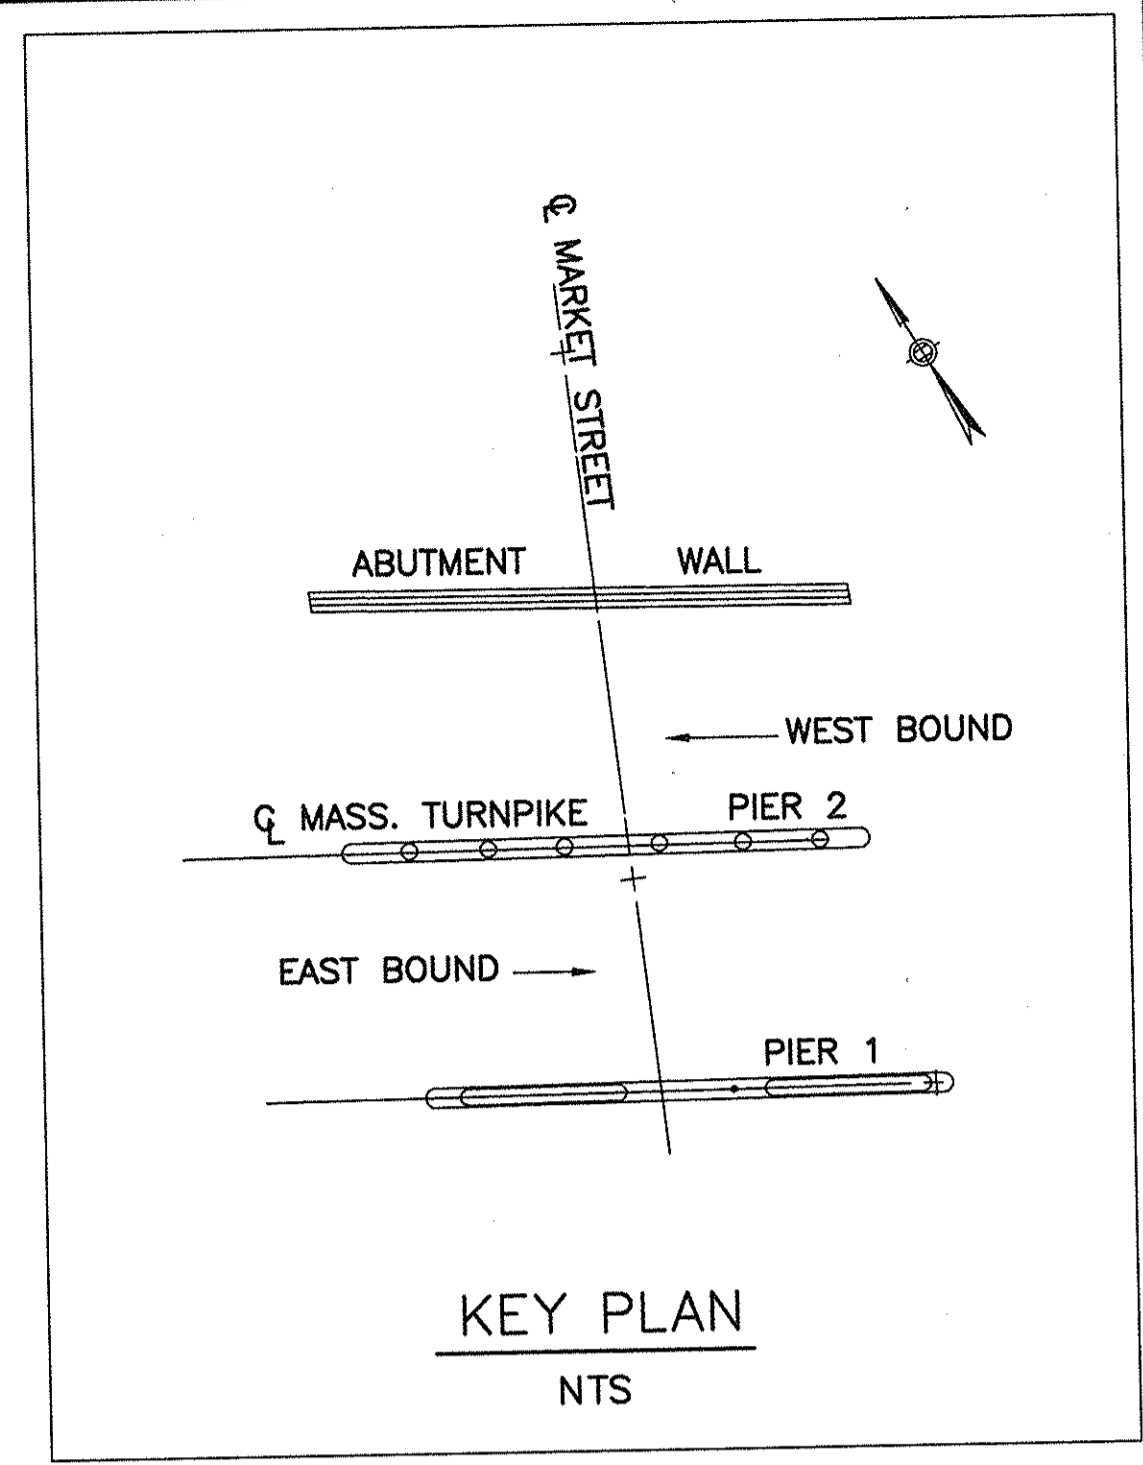 ℄ MARKET STREET
ABUTMENT WALL
WEST BOUND
℄ MASS. TURNPIKE
PIER 2
EAST BOUND
PIER 1
KEY PLAN
NTS